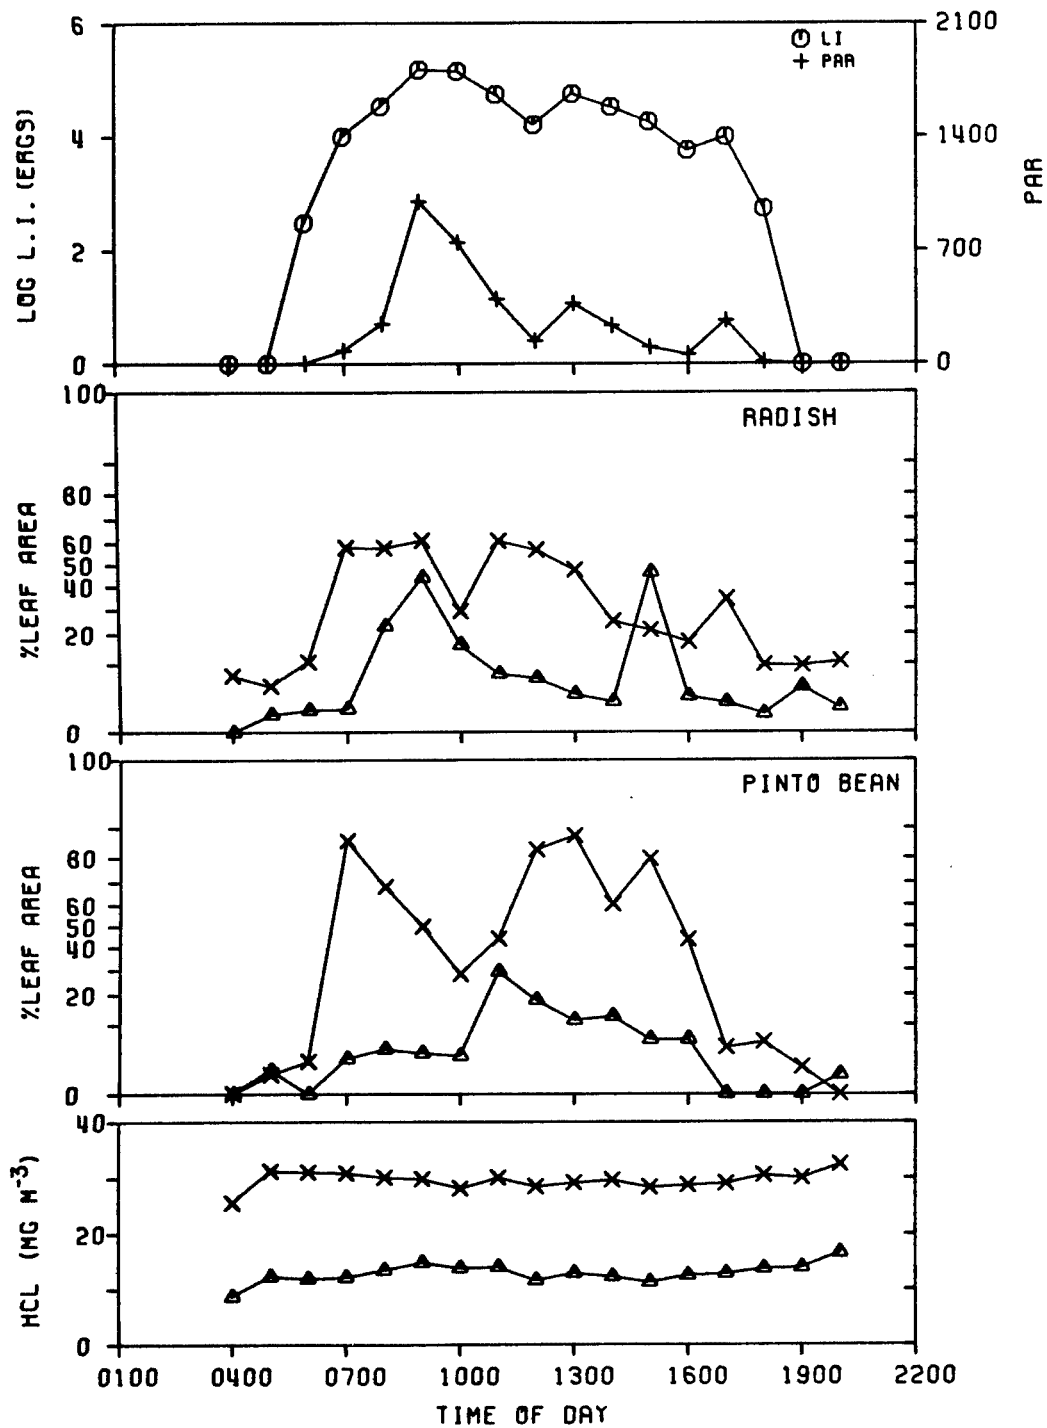 6
4
2
0
LOG L.I.(ERGS)
2100
1400
700
0
PAR
LI
PAR
100
80
60
50
40
20
0
%LEAF AREA
RADISH
100
80
60
50
40
20
0
%LEAF AREA
PINTO BEAN
40
20
0
HCL (MG M⁻³)
0100 0400 0700 1000 1300 1600 1900 2200
TIME OF DAY